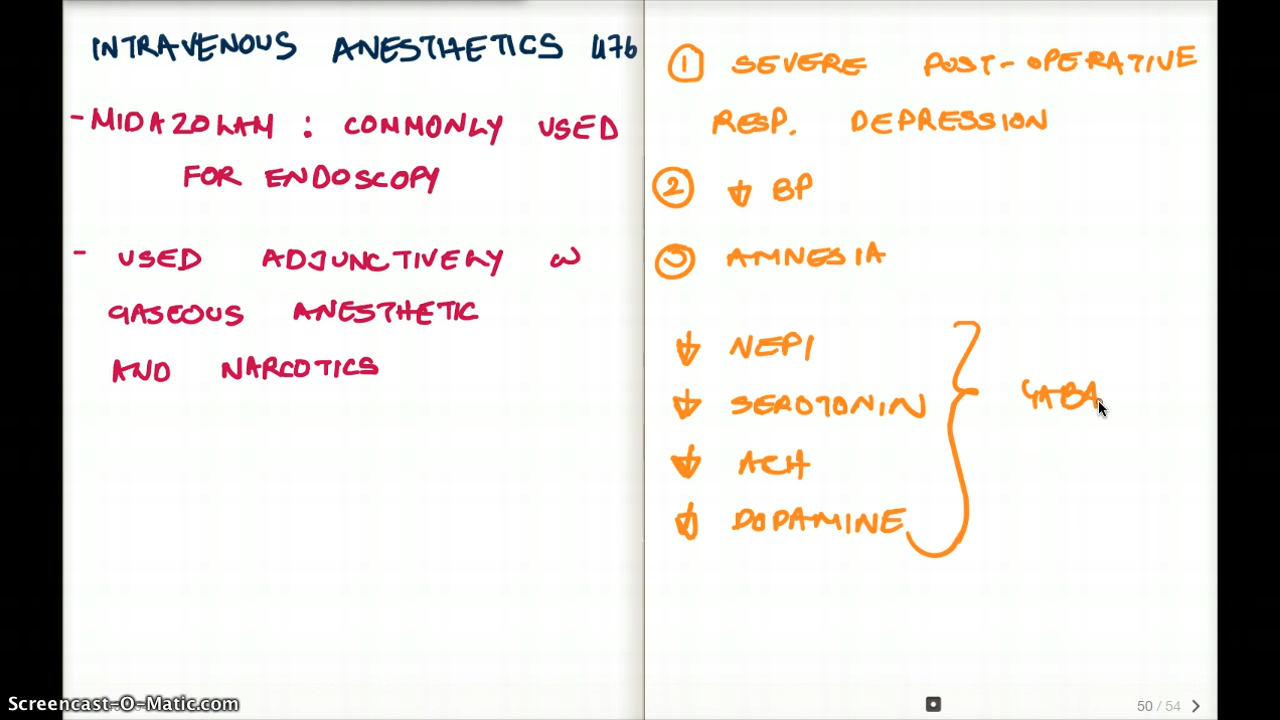 INTRAVENOUS ANESTHETICS 476
- MIDAZOLAM : COMMONLY USED
FOR ENDOSCOPY
- USED ADJUNCTIVELY ω
GASEOUS ANESTHETIC
AND NARCOTICS
① SEVERE POST-OPERATIVE
RESP. DEPRESSION
② ↓ BP
③ AMNESIA
↓ NEPI
↓ SEROTONIN
↓ ACH
↓ DOPAMINE
GABA
Screencast-O-Matic.com
50 / 54